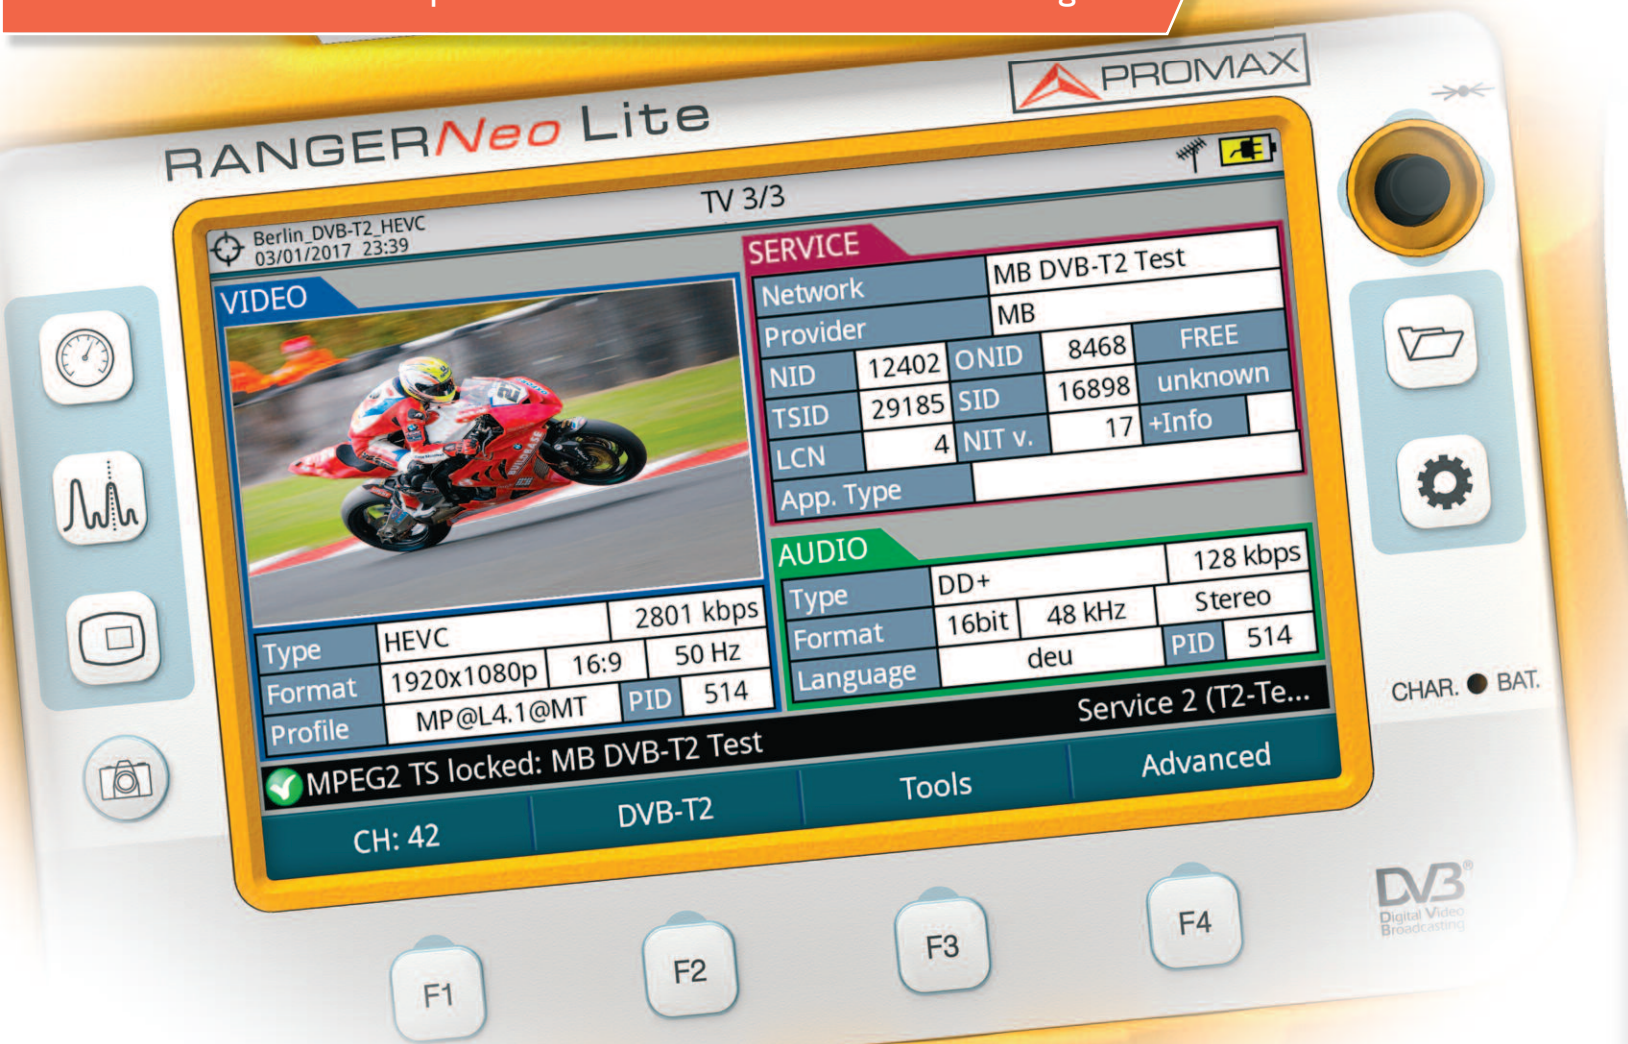 RANGERNeo Lite
PROMAX
Berlin_DVB-T2_HEVC
03/01/2017 23:39
TV 3/3
VIDEO
Type HEVC 2801 kbps
Format 1920x1080p 16:9 50 Hz
Profile MP@L4.1@MT PID 514
SERVICE
Network MB DVB-T2 Test
Provider MB
NID 12402 ONID 8468 FREE
TSID 29185 SID 16898 unknown
LCN 4 NIT v. 17 +Info
App. Type
AUDIO
Type DD+ 128 kbps
Format 16bit 48 kHz Stereo
Language deu PID 514
MPEG2 TS locked: MB DVB-T2 Test Service 2 (T2-Te...
CH: 42 DVB-T2 Tools Advanced
CHAR. BAT.
F1 F2 F3 F4
DVB®
Digital Video
Broadcasting